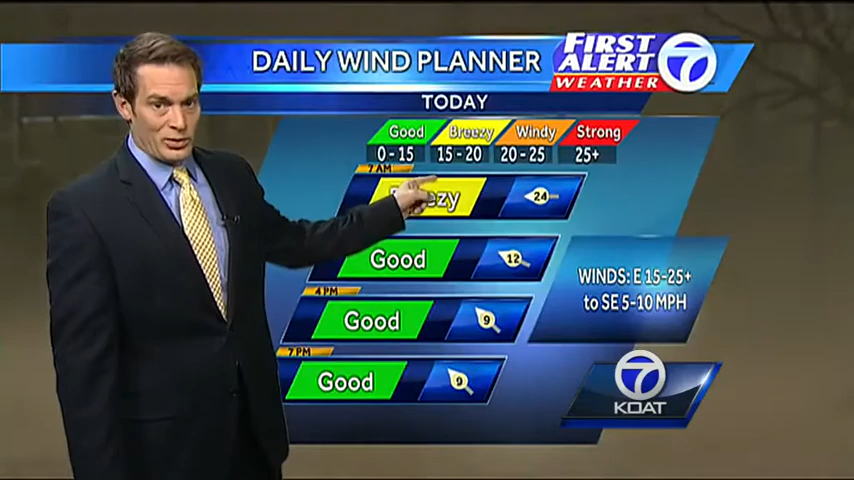 DAILY WIND PLANNER
FIRST ALERT WEATHER 7
TODAY
Good Breezy Windy Strong
0-15 15-20 20-25 25+
7 AM
Breezy 24
Good 12
4 PM
Good 9
7 PM
Good 9
WINDS: E 15-25+
to SE 5-10 MPH
7
KOAT